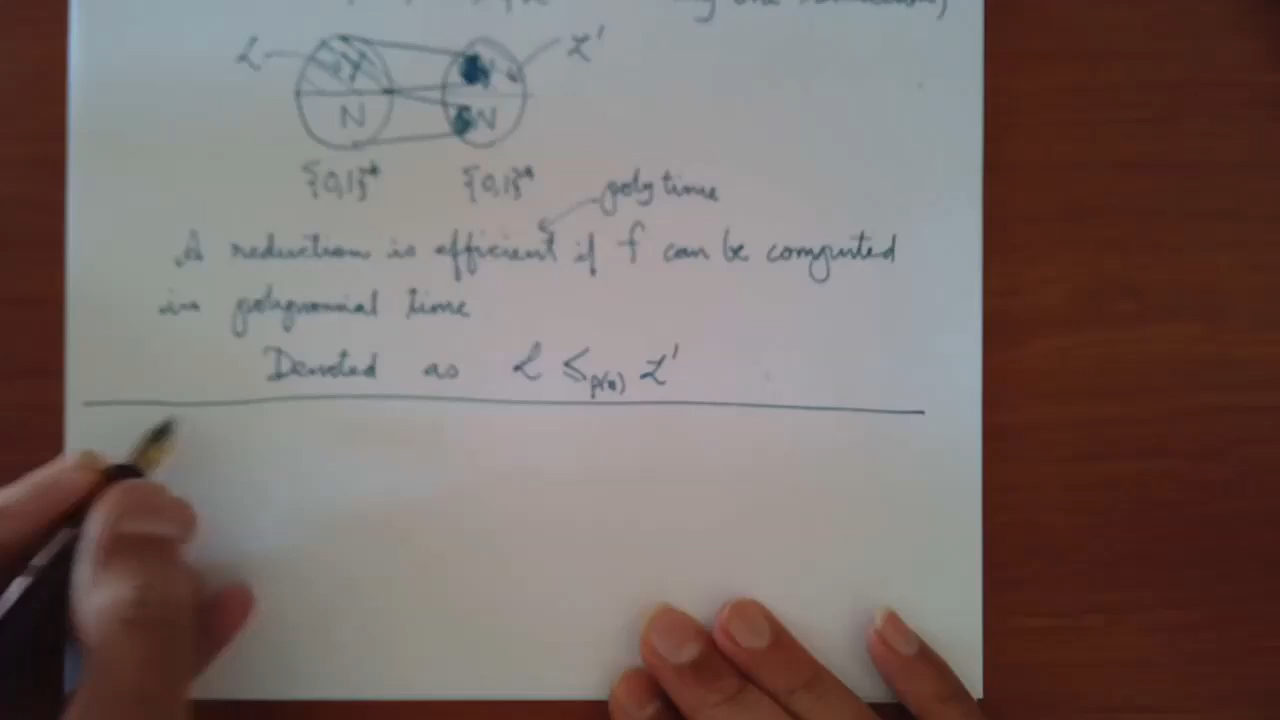 L L'
Y Y
N N
{0,1}* {0,1}*
poly time
A reduction is efficient if f can be computed
in polynomial time
Denoted as L ≤p(n) L'